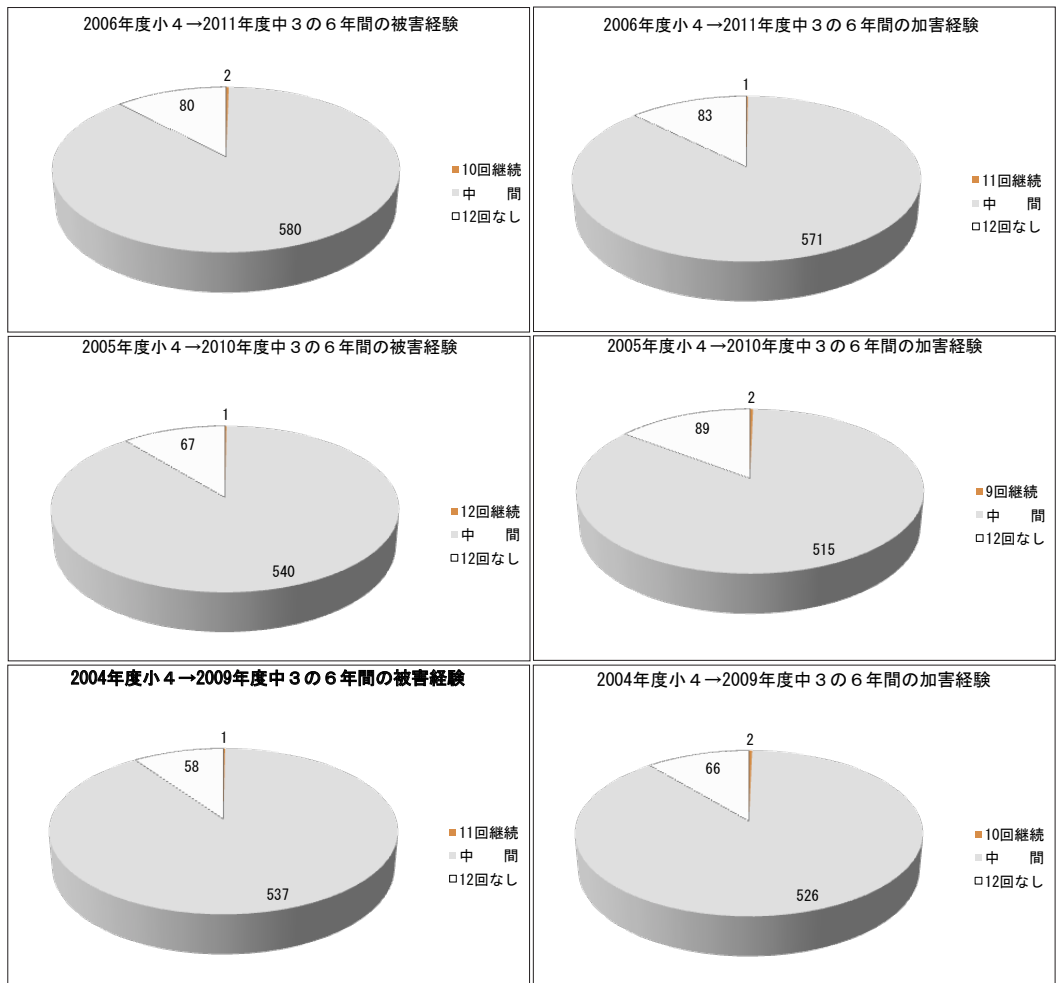 2006年度小４→2011年度中３の６年間の被害経験
2
80
580
10回継続
中　　間
12回なし
2006年度小４→2011年度中３の６年間の加害経験
1
83
571
11回継続
中　　間
12回なし
2005年度小４→2010年度中３の６年間の被害経験
1
67
540
12回継続
中　　間
12回なし
2005年度小４→2010年度中３の６年間の加害経験
2
89
515
9回継続
中　　間
12回なし
2004年度小４→2009年度中３の６年間の被害経験
1
58
537
11回継続
中　　間
12回なし
2004年度小４→2009年度中３の６年間の加害経験
2
66
526
10回継続
中　　間
12回なし